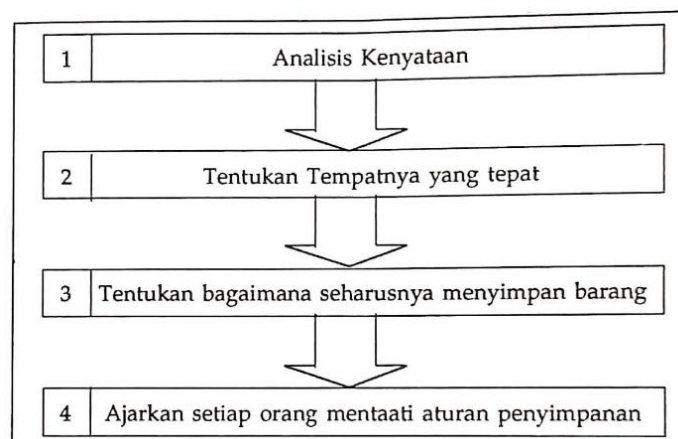 1 Analisis Kenyataan
2 Tentukan Tempatnya yang tepat
3 Tentukan bagaimana seharusnya menyimpan barang
4 Ajarkan setiap orang mentaati aturan penyimpanan